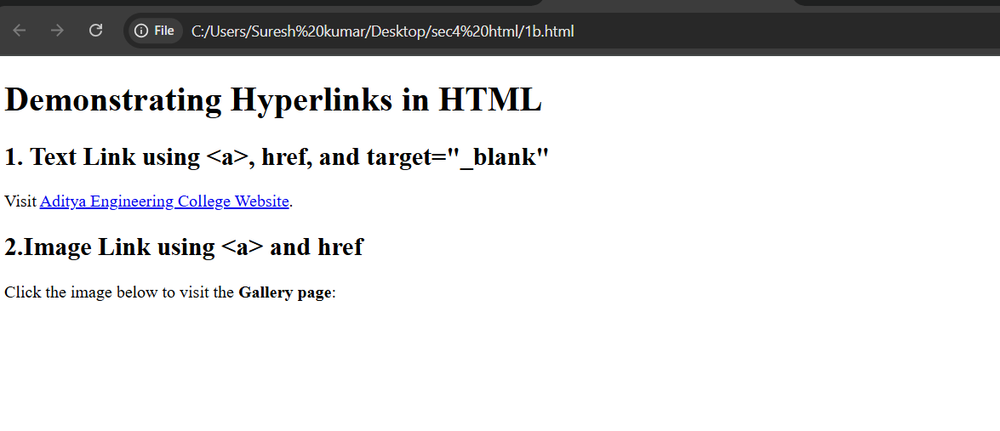 File C:/Users/Suresh%20kumar/Desktop/sec4%20html/1b.html
Demonstrating Hyperlinks in HTML
1. Text Link using <a>, href, and target="_blank"
Visit Aditya Engineering College Website.
2.Image Link using <a> and href
Click the image below to visit the Gallery page: